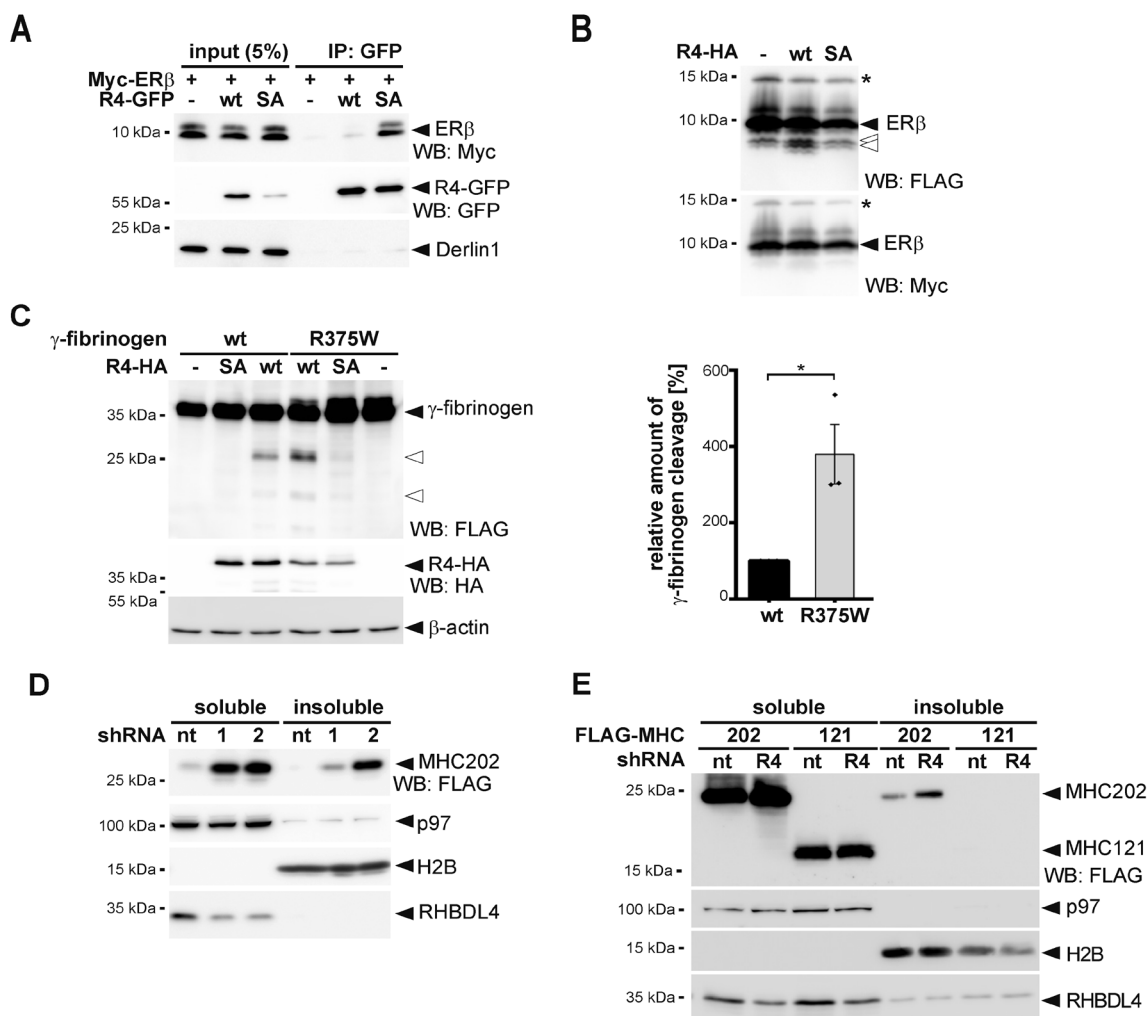 A
input (5%) IP: GFP
Myc-ERβ + + + + + +
R4-GFP - wt SA - wt SA
10 kDa
ERβ
WB: Myc
R4-GFP
55 kDa
WB: GFP
25 kDa
Derlin1
B
R4-HA - wt SA
15 kDa *
10 kDa ERβ
WB: FLAG
15 kDa *
10 kDa ERβ
WB: Myc
C
γ-fibrinogen wt R375W
R4-HA - SA wt wt SA -
35 kDa γ-fibrinogen
25 kDa
WB: FLAG
R4-HA
35 kDa WB: HA
55 kDa
β-actin
relative amount of
γ-fibrinogen cleavage [%]
600
*
400
200
0
wt R375W
D
soluble insoluble
shRNA nt 1 2 nt 1 2
MHC202
25 kDa WB: FLAG
100 kDa p97
15 kDa H2B
35 kDa RHBDL4
E
soluble insoluble
FLAG-MHC 202 121 202 121
shRNA nt R4 nt R4 nt R4 nt R4
25 kDa MHC202
MHC121
15 kDa WB: FLAG
100 kDa p97
15 kDa H2B
35 kDa RHBDL4